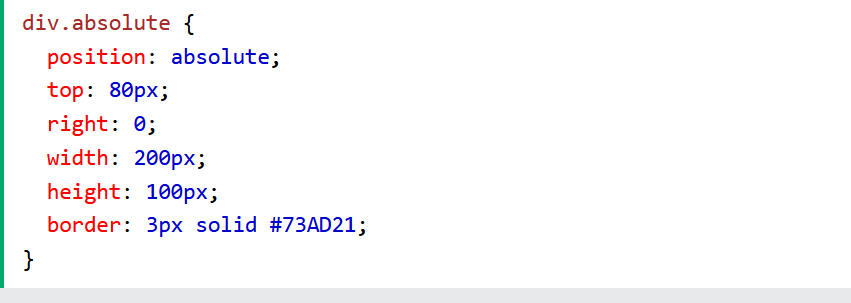 div.absolute {
  position: absolute;
  top: 80px;
  right: 0;
  width: 200px;
  height: 100px;
  border: 3px solid #73AD21;
}